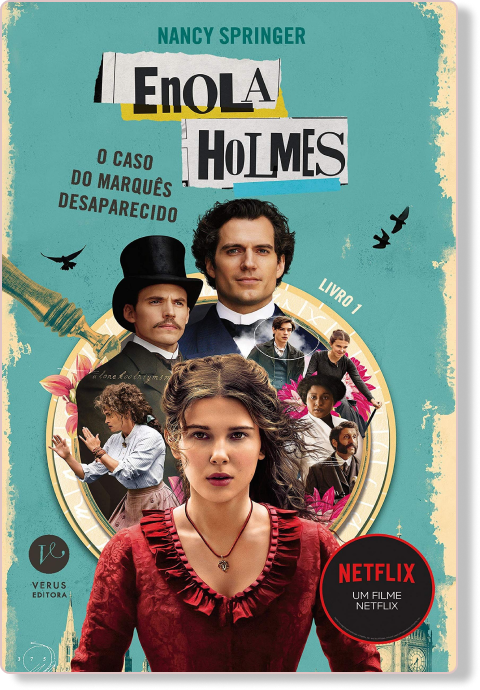 NANCY SPRINGER
ENOLA
HOLMES
O CASO
DO MARQUÊS
DESAPARECIDO
LIVRO 1
VERUS
EDITORA
NETFLIX
UM FILME
NETFLIX